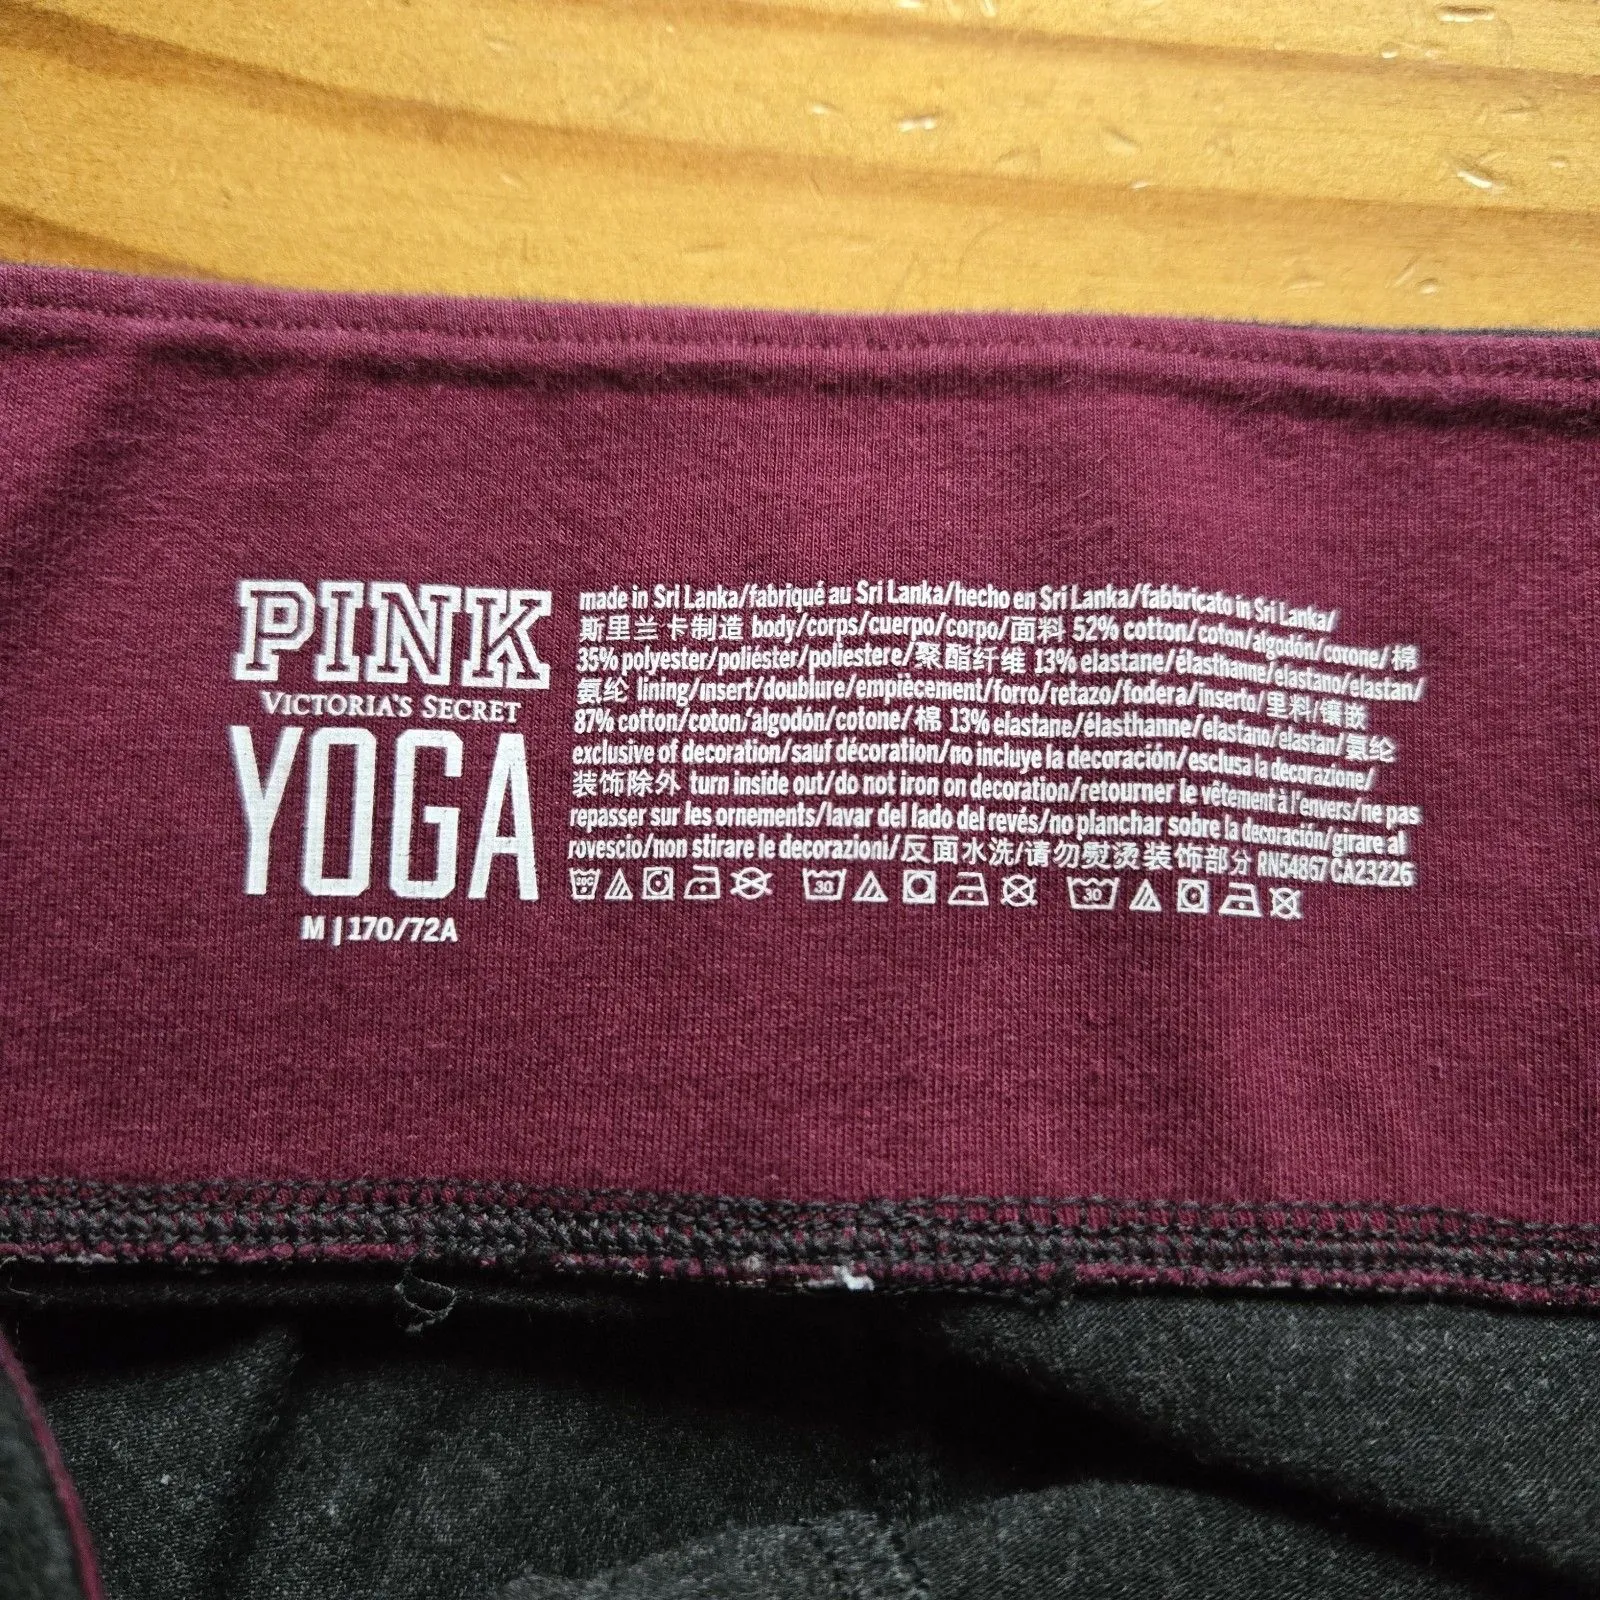 PINK
VICTORIA'S SECRET
YOGA
M | 170/72A
made in Sri Lanka/fabriqué au Sri Lanka/hecho en Sri Lanka/fabbricato in Sri Lanka/
斯里兰卡制造 body/corps/cuerpo/corpo/面料 52% cotton/coton/algodón/cotone/棉
35% polyester/poliéster/poliestere/聚酯纤维 13% elastane/élasthanne/elastano/elastan/
氨纶 lining/insert/doublure/empiècement/forro/retazo/fodera/inserto/里料/镶嵌
87% cotton/coton/algodón/cotone/棉 13% elastane/élasthanne/elastano/elastan/氨纶
exclusive of decoration/sauf décoration/no incluye la decoración/esclusa la decorazione/
装饰除外 turn inside out/do not iron on decoration/retourner le vêtement à l'envers/ne pas
repasser sur les ornements/lavar del lado del revés/no planchar sobre la decoración/girare al
rovescio/non stirare le decorazioni/反面水洗/请勿熨烫装饰部分 RN54867 CA23226
20C 30 30